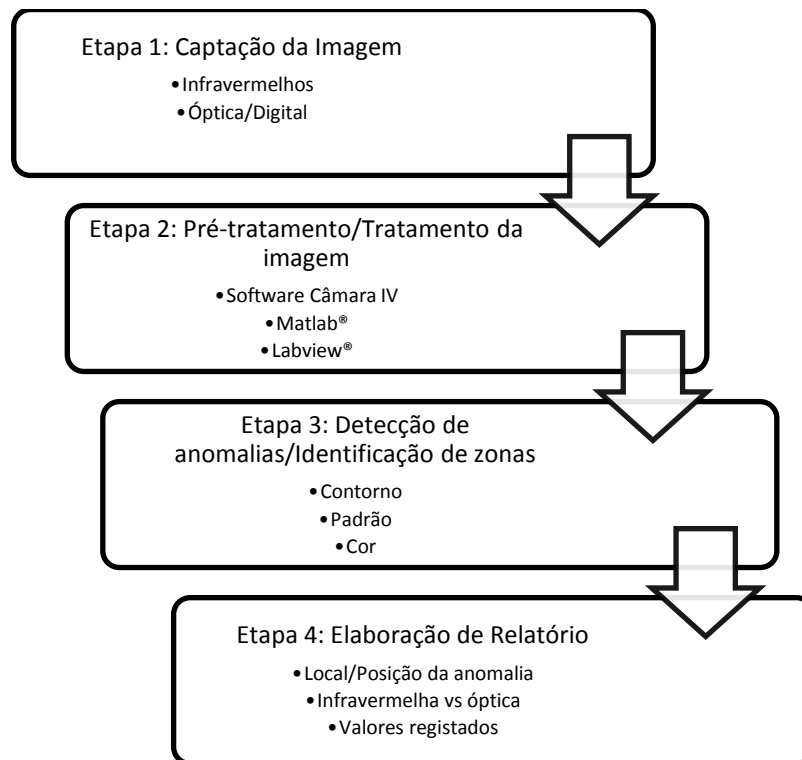 Etapa 1: Captação da Imagem
•Infravermelhos
•Óptica/Digital
Etapa 2: Pré-tratamento/Tratamento da
imagem
•Software Câmara IV
•Matlab®
•Labview®
Etapa 3: Detecção de
anomalias/Identificação de zonas
•Contorno
•Padrão
•Cor
Etapa 4: Elaboração de Relatório
•Local/Posição da anomalia
•Infravermelha vs óptica
•Valores registados